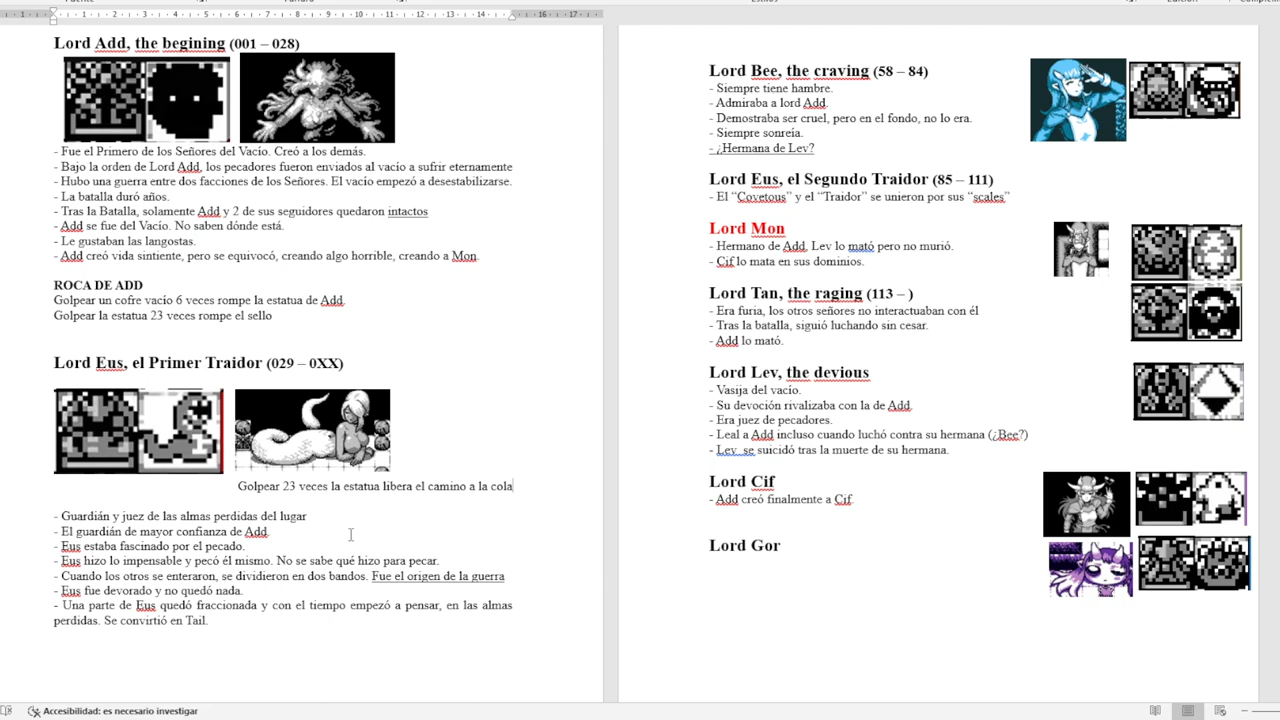 1 1 2 3 4 5 6 7 8 9 10 11 12 13 14 16 17
Lord Add, the begining (001 – 028)
- Fue el Primero de los Señores del Vacío. Creó a los demás.
- Bajo la orden de Lord Add, los pecadores fueron enviados al vacío a sufrir eternamente
- Hubo una guerra entre dos facciones de los Señores. El vacío empezó a desestabilizarse.
- La batalla duró años.
- Tras la Batalla, solamente Add y 2 de sus seguidores quedaron intactos
- Add se fue del Vacío. No saben dónde está.
- Le gustaban las langostas.
- Add creó vida sintiente, pero se equivocó, creando algo horrible, creando a Mon.
ROCA DE ADD
Golpear un cofre vacío 6 veces rompe la estatua de Add.
Golpear la estatua 23 veces rompe el sello
Lord Eus, el Primer Traidor (029 – 0XX)
Golpear 23 veces la estatua libera el camino a la cola
- Guardián y juez de las almas perdidas del lugar
- El guardián de mayor confianza de Add.
- Eus estaba fascinado por el pecado.
- Eus hizo lo impensable y pecó él mismo. No se sabe qué hizo para pecar.
- Cuando los otros se enteraron, se dividieron en dos bandos. Fue el origen de la guerra
- Eus fue devorado y no quedó nada.
- Una parte de Eus quedó fraccionada y con el tiempo empezó a pensar, en las almas
perdidas. Se convirtió en Tail.
Lord Bee, the craving (58 – 84)
- Siempre tiene hambre.
- Admiraba a lord Add.
- Demostraba ser cruel, pero en el fondo, no lo era.
- Siempre sonreía.
- ¿Hermana de Lev?
Lord Eus, el Segundo Traidor (85 – 111)
- El “Covetous” y el “Traidor” se unieron por sus “scales”
Lord Mon
- Hermano de Add, Lev lo mató pero no murió.
- Cif lo mata en sus dominios.
Lord Tan, the raging (113 – )
- Era furia, los otros señores no interactuaban con él
- Tras la batalla, siguió luchando sin cesar.
- Add lo mató.
Lord Lev, the devious
- Vasija del vacío.
- Su devoción rivalizaba con la de Add.
- Era juez de pecadores.
- Leal a Add incluso cuando luchó contra su hermana (¿Bee?)
- Lev se suicidó tras la muerte de su hermana.
Lord Cif
- Add creó finalmente a Cif.
Lord Gor
Accesibilidad: es necesario investigar